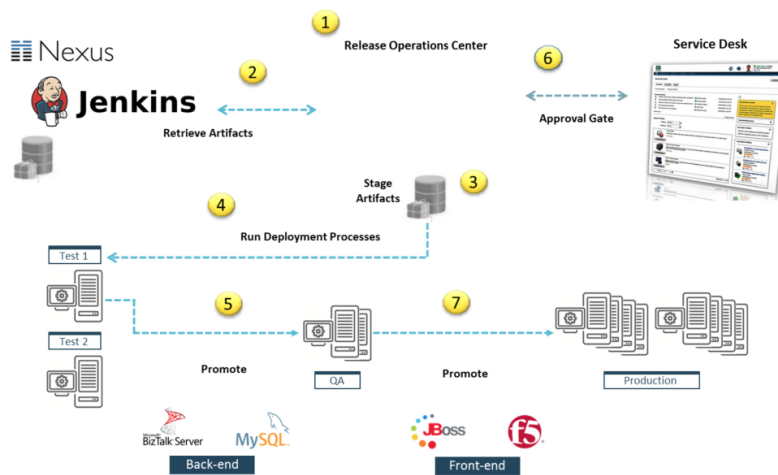 1
Nexus
Release Operations Center
6
Service Desk
2
Jenkins
Retrieve Artifacts
Approval Gate
Stage
Artifacts
3
4
Run Deployment Processes
Test 1
5
7
Test 2
Promote
QA
Promote
Production
Microsoft
BizTalk Server
MySQL
JBoss
f5
Back-end
Front-end